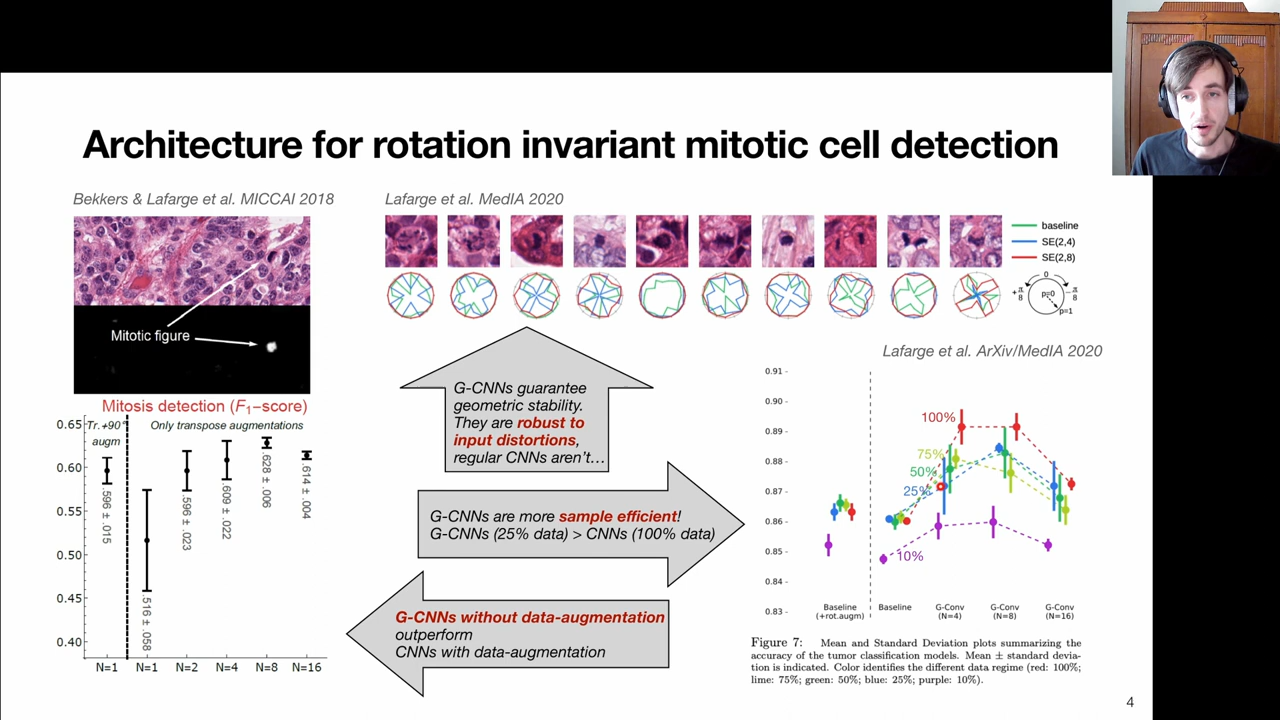 Architecture for rotation invariant mitotic cell detection
Bekkers & Lafarge et al. MICCAI 2018
Mitotic figure
Mitosis detection (F₁–score)
Tr.+90°
augm
Only transpose augmentations
0.65
0.60
0.55
0.50
0.45
0.40
.596 ± .015
.516 ± .058
.596 ± .023
.609 ± .022
.628 ± .006
.614 ± .004
N=1 N=1 N=2 N=4 N=8 N=16
Lafarge et al. MedIA 2020
baseline
SE(2,4)
SE(2,8)
0
+π/8
−π/8
p=0
p=1
G-CNNs guarantee
geometric stability.
They are robust to
input distortions,
regular CNNs aren't…
G-CNNs are more sample efficient!
G-CNNs (25% data) > CNNs (100% data)
G-CNNs without data-augmentation
outperform
CNNs with data-augmentation
Lafarge et al. ArXiv/MedIA 2020
0.91
0.90
0.89
0.88
0.87
0.86
0.85
0.84
0.83
100%
75%
50%
25%
10%
Baseline Baseline G-Conv G-Conv G-Conv
(+rot.augm) (N=4) (N=8) (N=16)
Figure 7: Mean and Standard Deviation plots summarizing the
accuracy of the tumor classification models. Mean ± standard devia-
tion is indicated. Color identifies the different data regime (red: 100%;
lime: 75%; green: 50%; blue: 25%; purple: 10%).
4